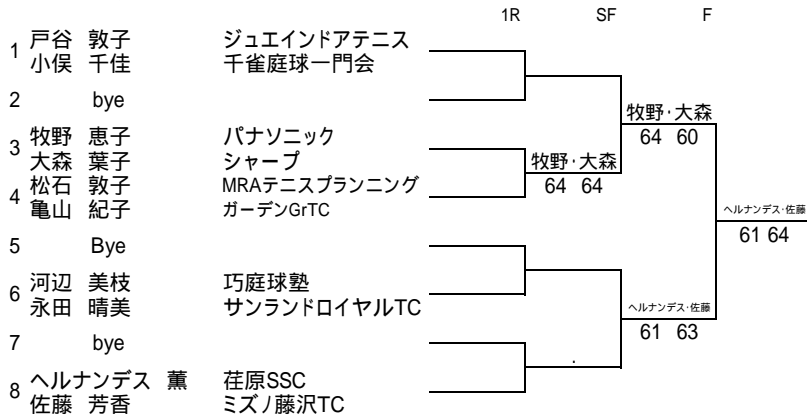 1R SF F
1 戸谷 敦子 ジュエインドアテニス
小俣 千佳 千雀庭球一門会
2 bye
牧野・大森
64 60
3 牧野 恵子 パナソニック
大森 葉子 シャープ
牧野・大森
64 64
4 松石 敦子 MRAテニスプランニング
亀山 紀子 ガーデンGrTC
ヘルナンデス・佐藤
61 64
5 Bye
6 河辺 美枝 巧庭球塾
永田 晴美 サンランドロイヤルTC
ヘルナンデス・佐藤
61 63
7 bye
8 ヘルナンデス 薫 荏原SSC
佐藤 芳香 ミズノ藤沢TC